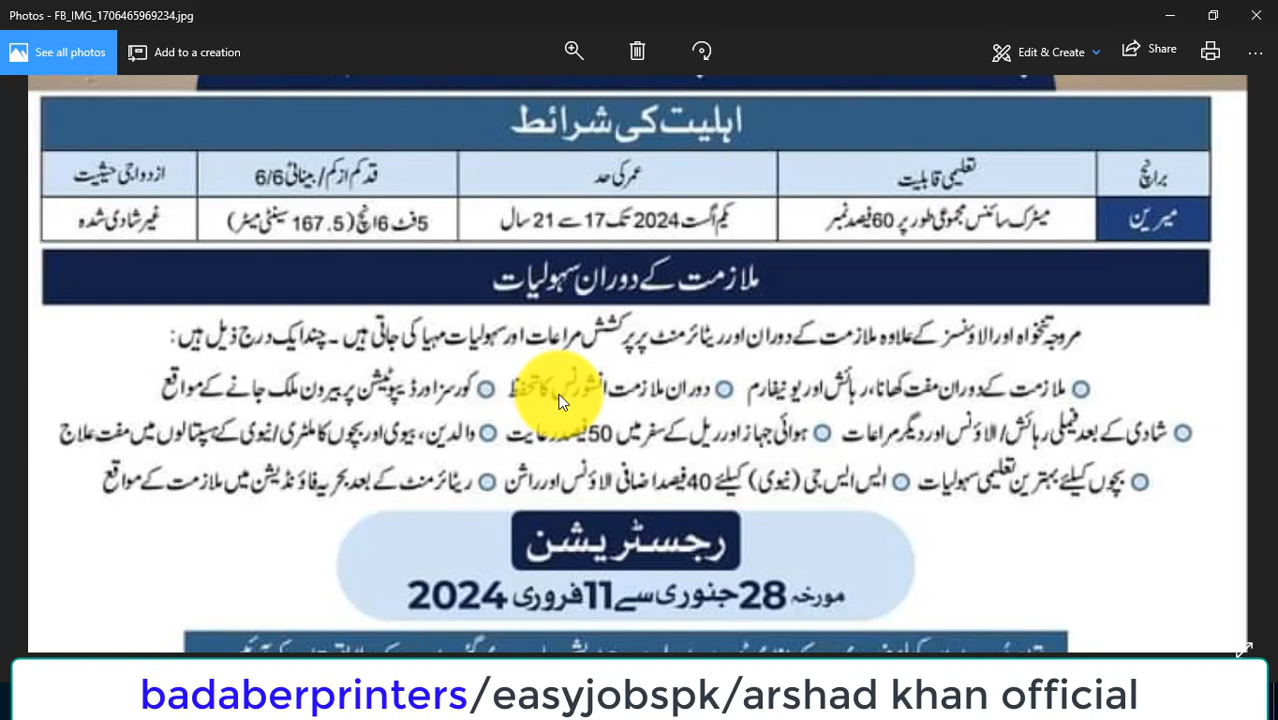 Photos - FB_IMG_1706465969234.jpg
See all photos
Add to a creation
Edit & Create
Share
اہلیت کی شرائط
برانچ تعلیمی قابلیت عمر کی حد قد کم از کم/بینائی 6/6 ازدواجی حیثیت
میرین میٹرک سائنس مجموعی طور پر 60 فیصد نمبر یکم اگست 2024 تک 17 سے 21 سال 5 فٹ 6 انچ (167.5 سینٹی میٹر) غیر شادی شدہ
ملازمت کے دوران سہولیات
مروجہ تنخواہ اور الاؤنسز کے علاوہ ملازمت کے دوران اور ریٹائرمنٹ پر پرکشش مراعات اور سہولیات مہیا کی جاتی ہیں۔ چند ایک درج ذیل ہیں:
ملازمت کے دوران مفت کھانا، رہائش اور یونیفارم دوران ملازمت انشورنس کا تحفظ کورسز اور ڈیپوٹیشن پر بیرون ملک جانے کے مواقع
شادی کے بعد فیملی رہائش/الاؤنس اور دیگر مراعات ہوائی جہاز اور ریل کے سفر میں 50 فیصد رعایت والدین، بیوی اور بچوں کا ملٹری/نیوی کے ہسپتالوں میں مفت علاج
بچوں کیلئے بہترین تعلیمی سہولیات ایس ایس جی (نیوی) کیلئے 40 فیصد اضافی الاؤنس اور راشن ریٹائرمنٹ کے بعد بحریہ فاؤنڈیشن میں ملازمت کے مواقع
رجسٹریشن
مورخہ 28 جنوری سے 11 فروری 2024
badaberprinters/easyjobspk/arshad khan official